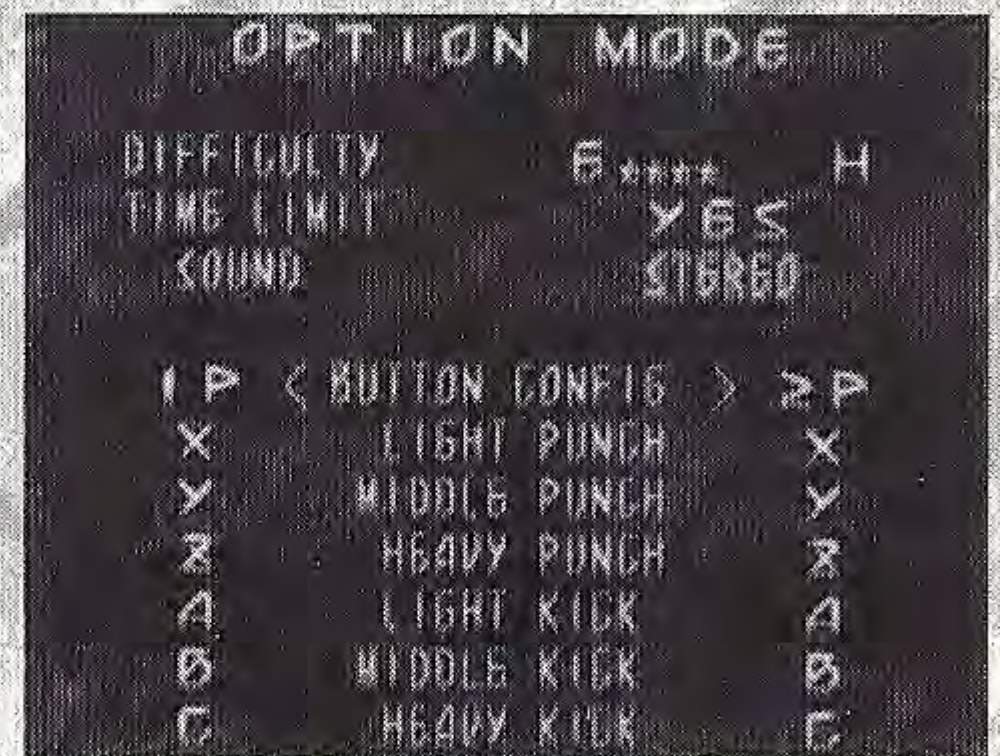 OPTION MODE
DIFFICULTY E **** H
TIME LIMIT YES
SOUND STEREO
1P < BUTTON CONFIG > 2P
X LIGHT PUNCH X
Y MIDDLE PUNCH Y
Z HEAVY PUNCH Z
A LIGHT KICK A
B MIDDLE KICK B
C HEAVY KICK C